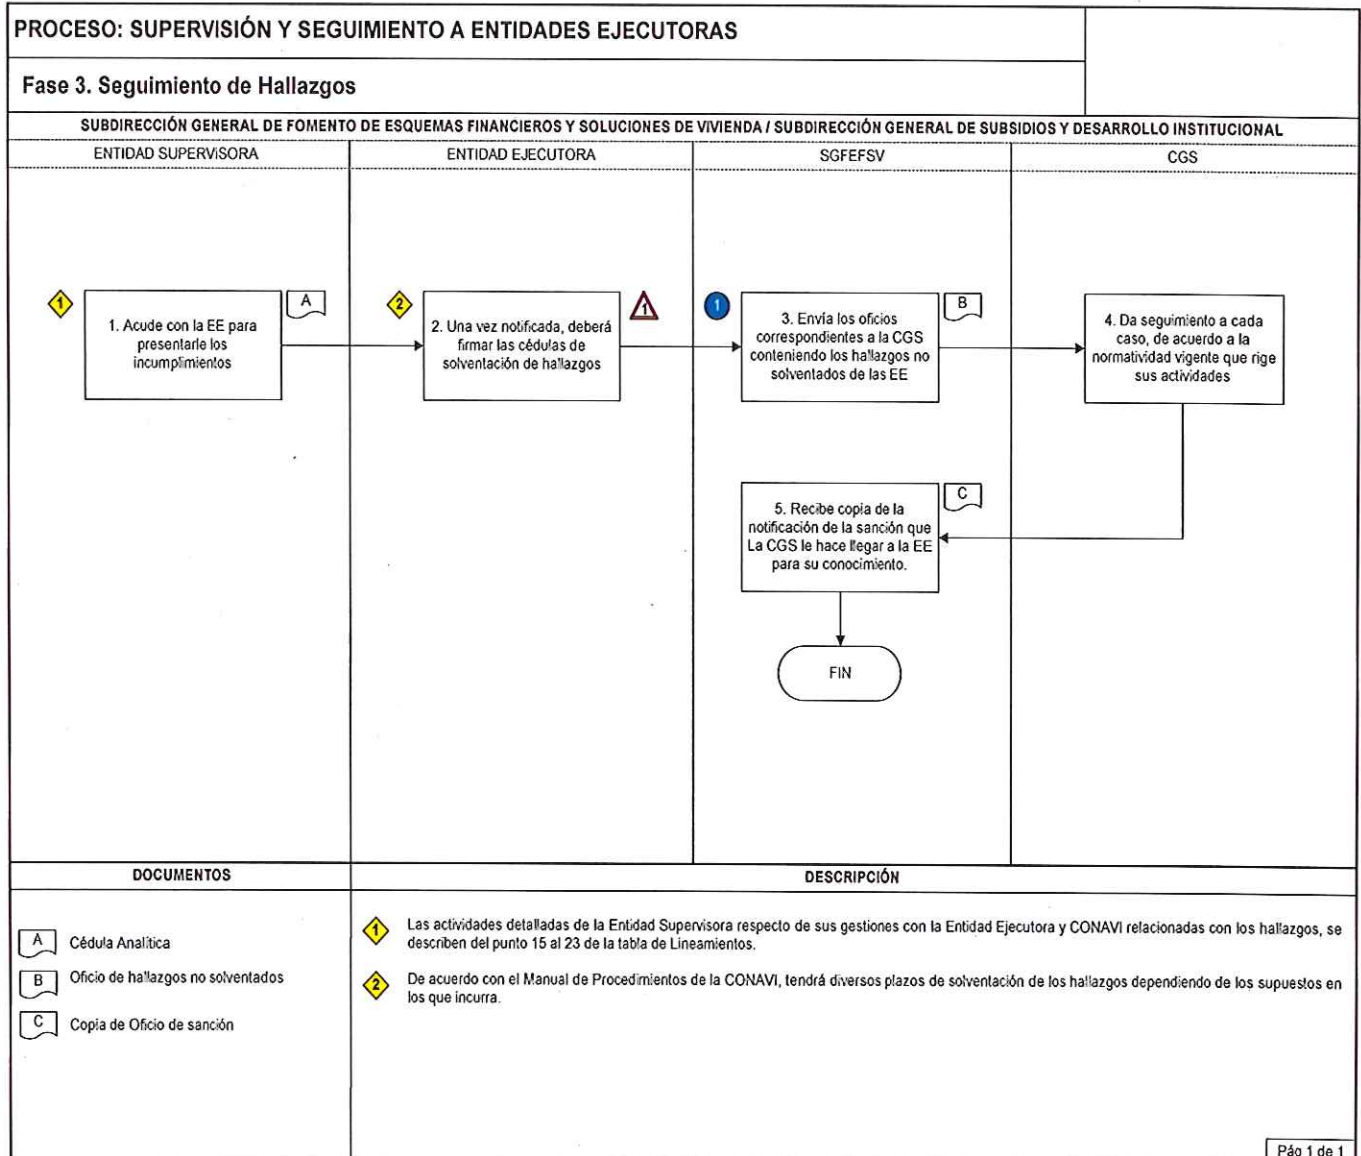 PROCESO: SUPERVISIÓN Y SEGUIMIENTO A ENTIDADES EJECUTORAS
Fase 3. Seguimiento de Hallazgos
SUBDIRECCIÓN GENERAL DE FOMENTO DE ESQUEMAS FINANCIEROS Y SOLUCIONES DE VIVIENDA / SUBDIRECCIÓN GENERAL DE SUBSIDIOS Y DESARROLLO INSTITUCIONAL
ENTIDAD SUPERVISORA
ENTIDAD EJECUTORA
SGFEFSV
CGS
1
1. Acude con la EE para
presentarle los
incumplimientos
A
2
2. Una vez notificada, deberá
firmar las cédulas de
solventación de hallazgos
1
1
3. Envía los oficios
correspondientes a la CGS
conteniendo los hallazgos no
solventados de las EE
B
4. Da seguimiento a cada
caso, de acuerdo a la
normatividad vigente que rige
sus actividades
5. Recibe copia de la
notificación de la sanción que
La CGS le hace llegar a la EE
para su conocimiento.
C
FIN
DOCUMENTOS
DESCRIPCIÓN
A Cédula Analítica
B Oficio de hallazgos no solventados
C Copia de Oficio de sanción
1 Las actividades detalladas de la Entidad Supervisora respecto de sus gestiones con la Entidad Ejecutora y CONAVI relacionadas con los hallazgos, se
describen del punto 15 al 23 de la tabla de Lineamientos.
2 De acuerdo con el Manual de Procedimientos de la CONAVI, tendrá diversos plazos de solventación de los hallazgos dependiendo de los supuestos en
los que incurra.
Pág 1 de 1